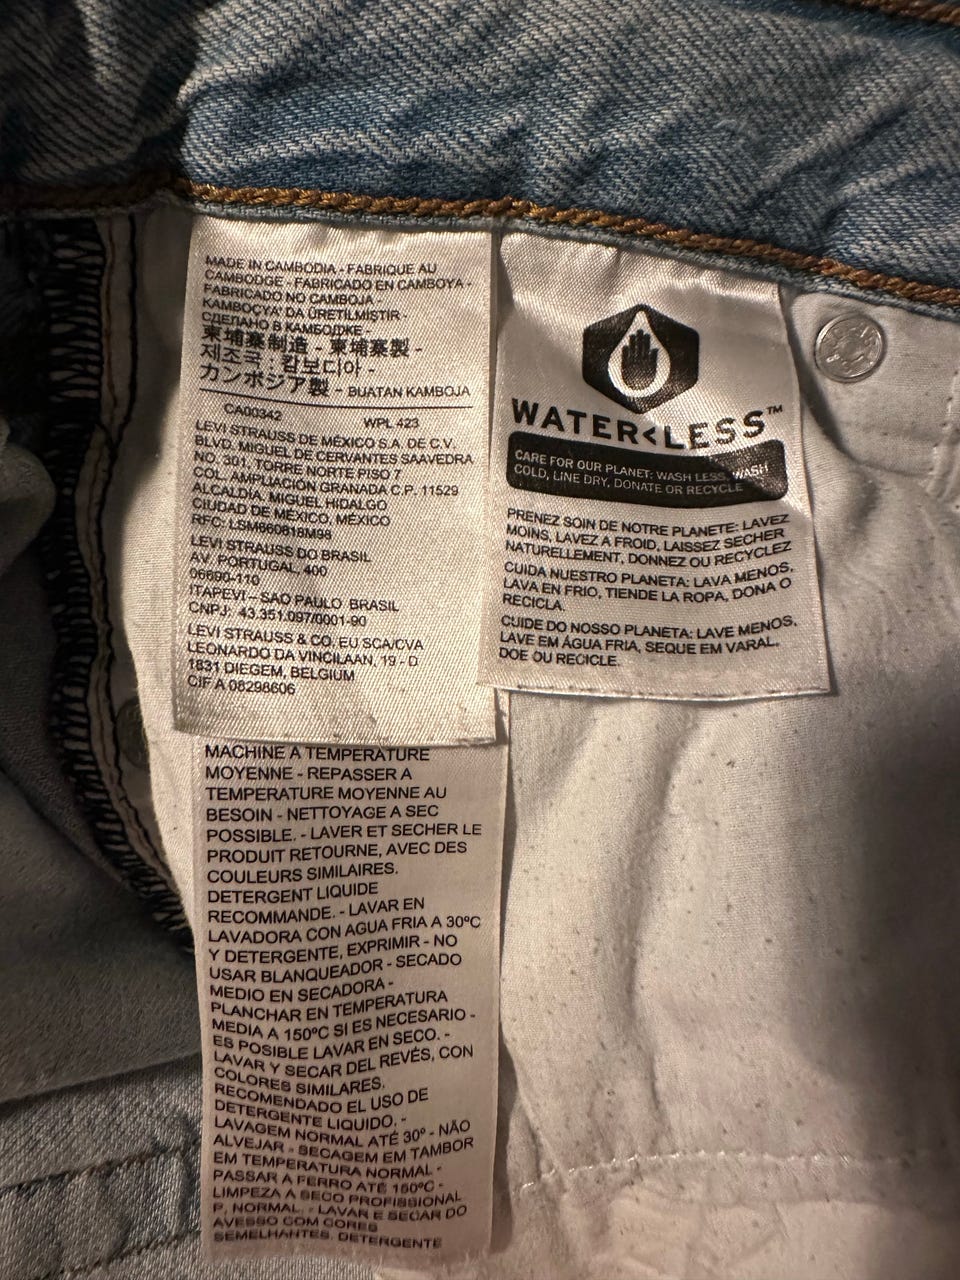 MADE IN CAMBODIA - FABRIQUE AU
CAMBODGE - FABRICADO EN CAMBOYA -
FABRICADO NO CAMBOJA -
KAMBOÇYA' DA ÜRETİLMİŞTİR -
СДЕЛАНО В КАМБОДЖЕ -
柬埔寨制造 - 柬埔寨製 -
제조국 : 캄보디아 -
カンボジア製 - BUATAN KAMBOJA
CA00342 WPL 423
LEVI STRAUSS DE MÉXICO S.A. DE C.V.
BLVD. MIGUEL DE CERVANTES SAAVEDRA
NO. 301, TORRE NORTE PISO 7
COL. AMPLIACIÓN GRANADA C.P. 11529
ALCALDÍA, MIGUEL HIDALGO
CIUDAD DE MÉXICO, MÉXICO
RFC: LSM660618M98
LEVI STRAUSS DO BRASIL
AV. PORTUGAL, 400
06690-110
ITAPEVI – SAO PAULO BRASIL
CNPJ: 43.351.097/0001-90
LEVI STRAUSS & CO. EU SCA/CVA
LEONARDO DA VINCILAAN, 19 - D
1831 DIEGEM, BELGIUM
CIF A 08298606
WATER<LESS™
CARE FOR OUR PLANET: WASH LESS, WASH
COLD, LINE DRY, DONATE OR RECYCLE
PRENEZ SOIN DE NOTRE PLANETE: LAVEZ
MOINS, LAVEZ A FROID, LAISSEZ SECHER
NATURELLEMENT, DONNEZ OU RECYCLEZ
CUIDA NUESTRO PLANETA: LAVA MENOS,
LAVA EN FRIO, TIENDE LA ROPA, DONA O
RECICLA.
CUIDE DO NOSSO PLANETA: LAVE MENOS,
LAVE EM ÁGUA FRIA, SEQUE EM VARAL,
DOE OU RECICLE.
MACHINE A TEMPERATURE
MOYENNE - REPASSER A
TEMPERATURE MOYENNE AU
BESOIN - NETTOYAGE A SEC
POSSIBLE. - LAVER ET SECHER LE
PRODUIT RETOURNE, AVEC DES
COULEURS SIMILAIRES.
DETERGENT LIQUIDE
RECOMMANDE. - LAVAR EN
LAVADORA CON AGUA FRIA A 30ºC
Y DETERGENTE, EXPRIMIR - NO
USAR BLANQUEADOR - SECADO
MEDIO EN SECADORA -
PLANCHAR EN TEMPERATURA
MEDIA A 150ºC SI ES NECESARIO -
ES POSIBLE LAVAR EN SECO. -
LAVAR Y SECAR DEL REVÉS, CON
COLORES SIMILARES.
RECOMENDADO EL USO DE
DETERGENTE LIQUIDO. -
LAVAGEM NORMAL ATÉ 30º - NÃO
ALVEJAR - SECAGEM EM TAMBOR
EM TEMPERATURA NORMAL -
PASSAR A FERRO ATÉ 150ºC -
LIMPEZA A SECO PROFISSIONAL
P, NORMAL. - LAVAR E SECAR DO
AVESSO COM CORES
SEMELHANTES. DETERGENTE